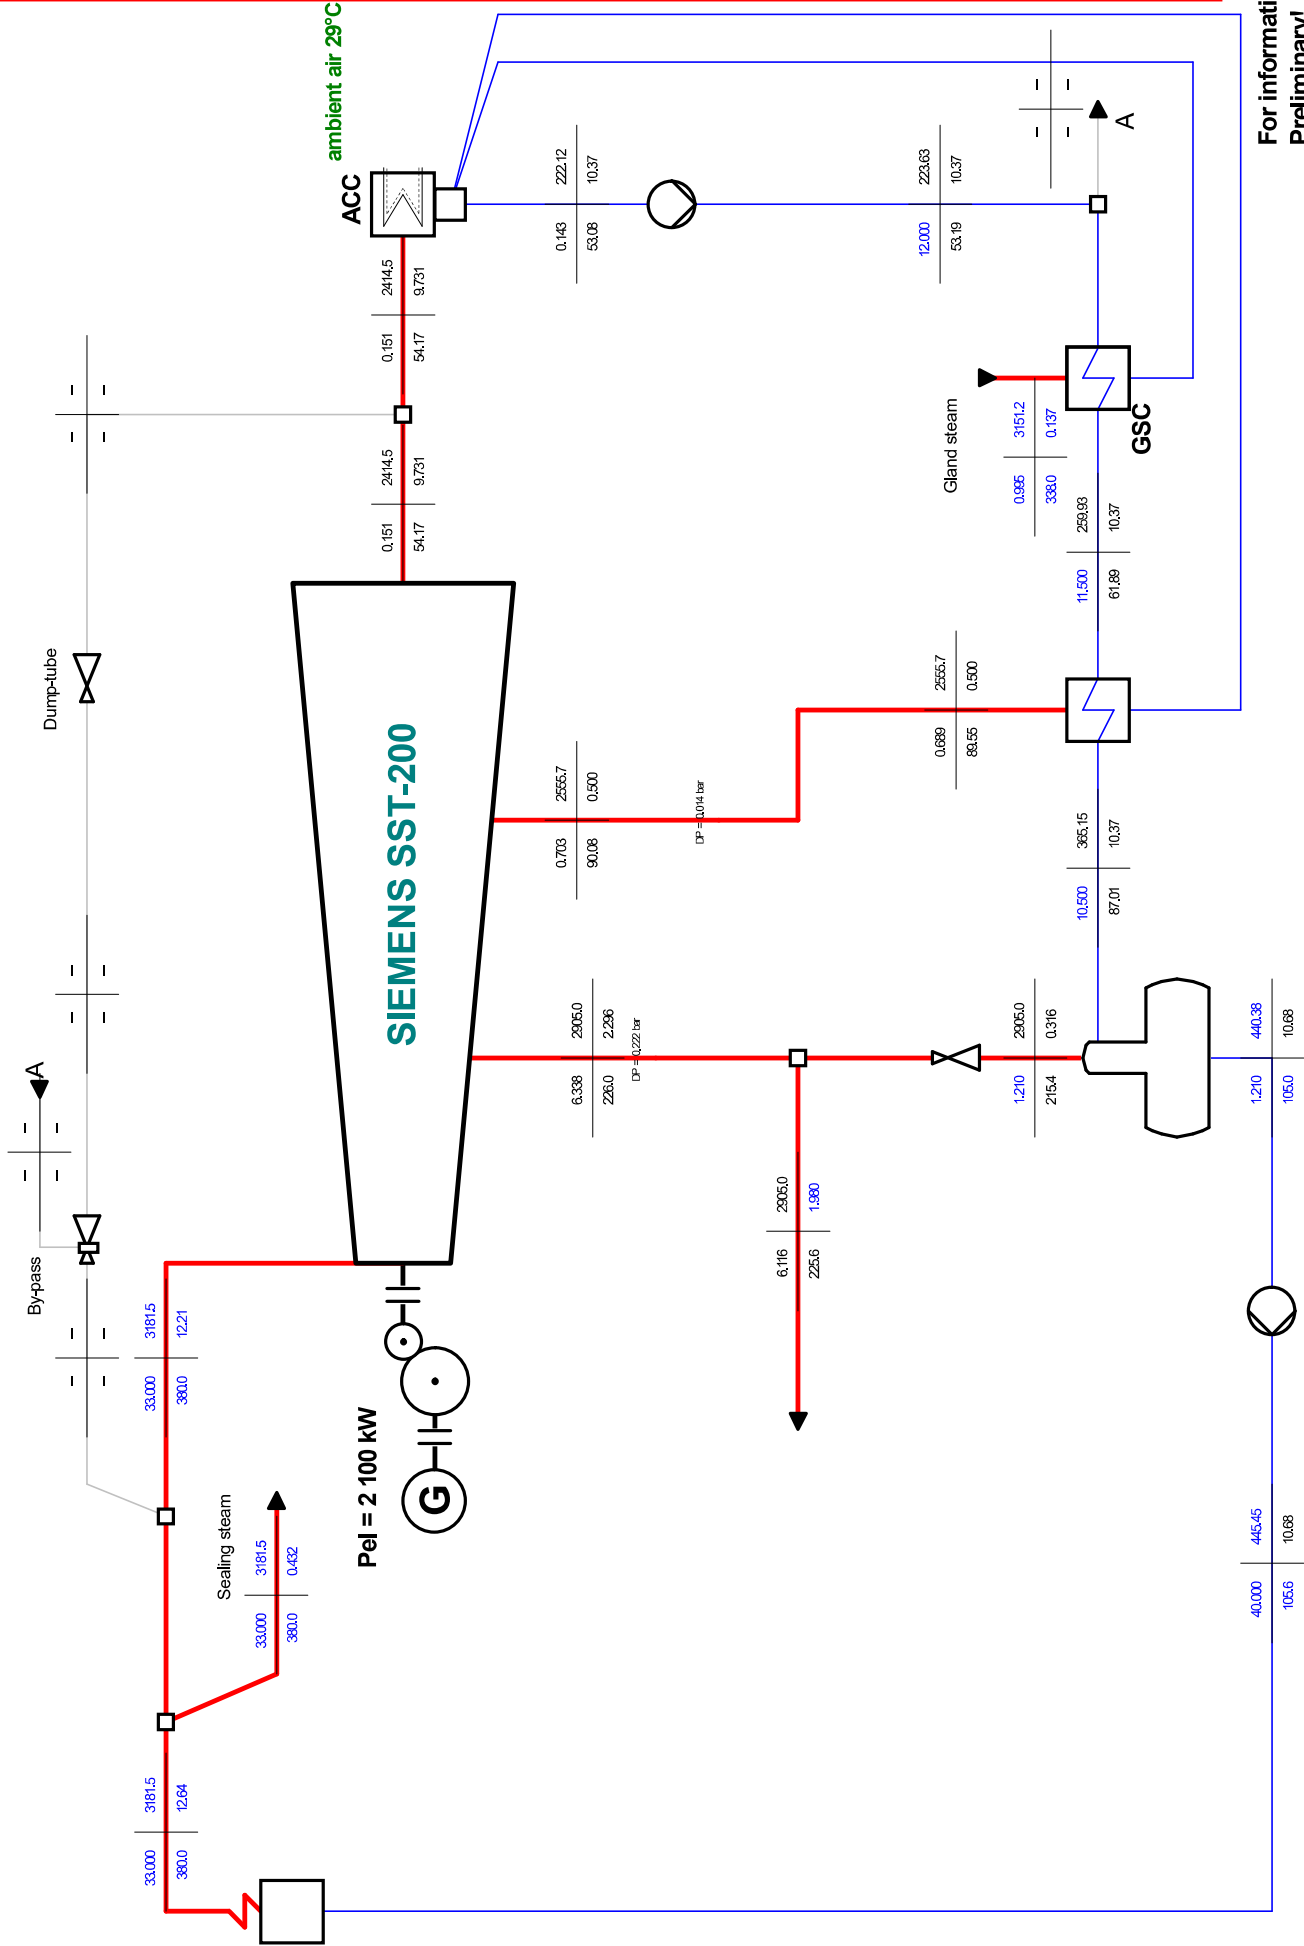 By-pass
A
Dump-tube
33.000 3181.5
380.0 12.64
33.000 3181.5
380.0 12.21
Sealing steam
33.000 3181.5
380.0 0.432
ambient air 29°C
ACC
Pel = 2 100 kW
G
SIEMENS SST-200
0.151 2414.5
54.17 9.731
0.151 2414.5
54.17 9.731
6.338 2905.0
226.0 2.296
DP = 0.222 bar
0.703 2555.7
90.08 0.500
DP = 0.014 bar
0.143 222.12
53.08 10.37
6.116 2905.0
225.6 1.980
0.689 2555.7
89.55 0.500
12.000 223.63
53.19 10.37
Gland steam
0.995 3151.2
338.0 0.137
1.210 2905.0
215.4 0.316
10.500 365.15
87.01 10.37
11.500 259.93
61.89 10.37
GSC
A
40.000 445.45
105.6 10.68
1.210 440.38
105.0 10.68
For informati
Preliminary!